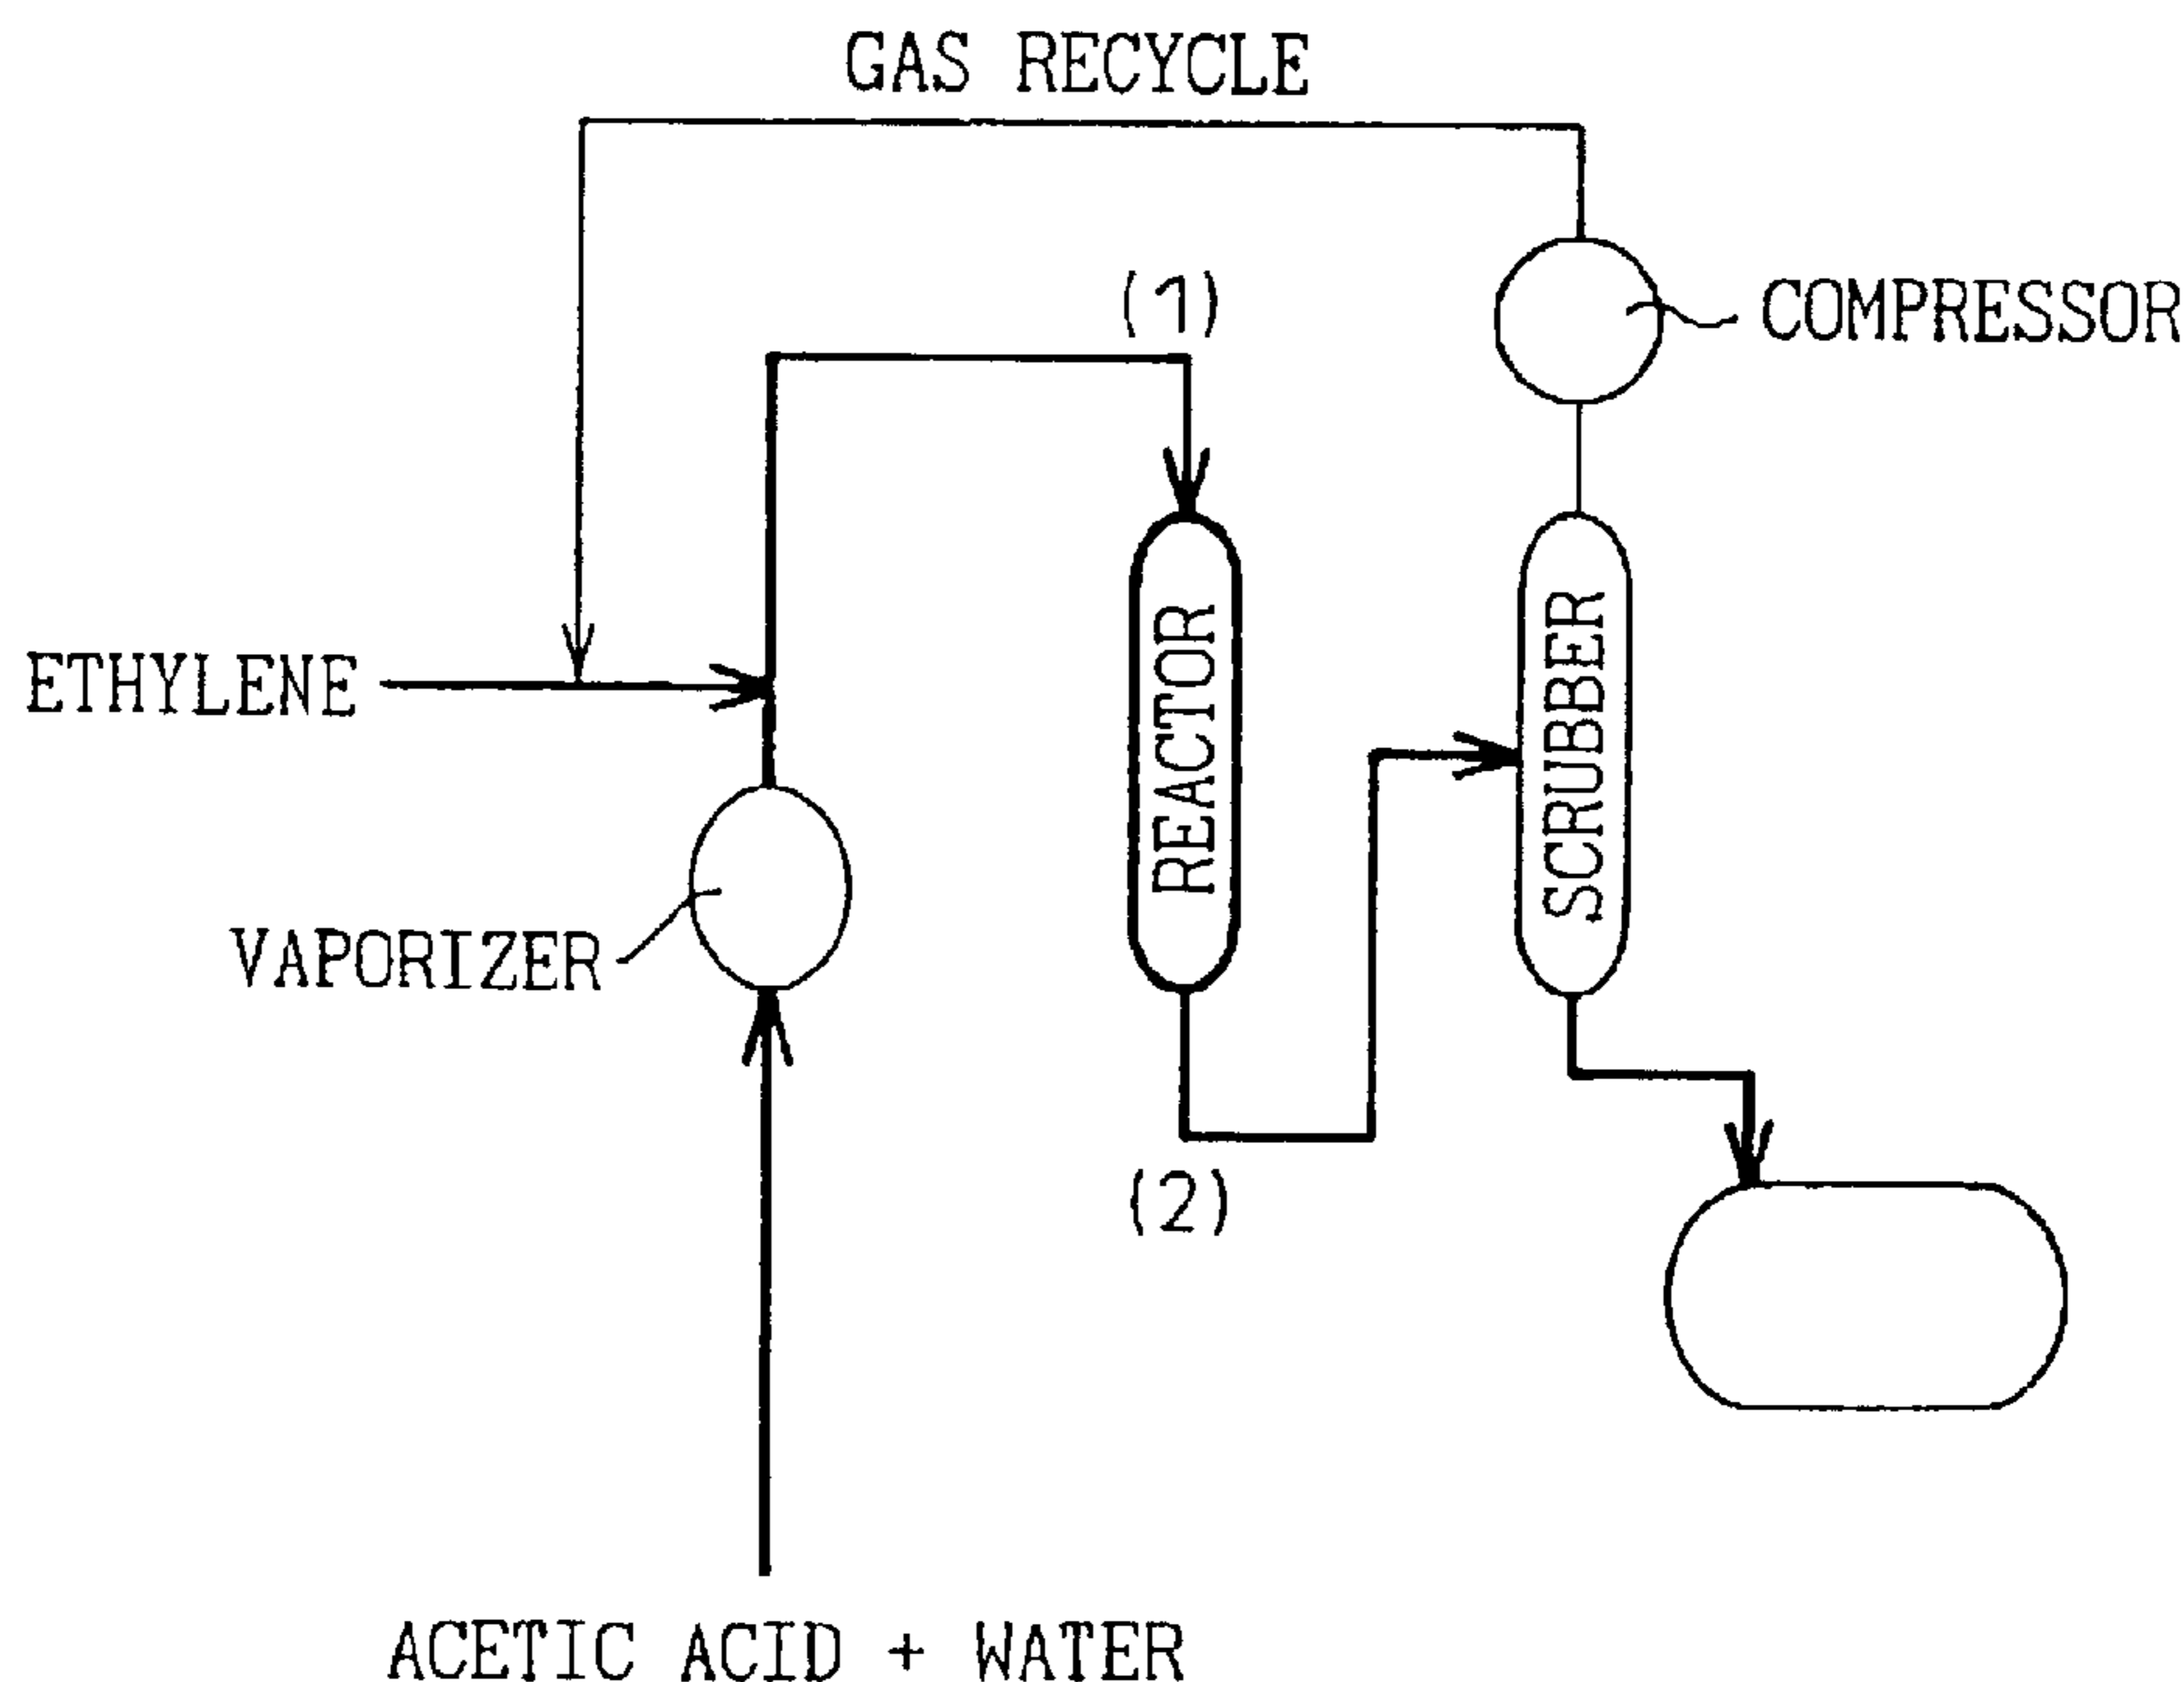 GAS RECYCLE
(1)
COMPRESSOR
ETHYLENE
REACTOR
SCRUBBER
VAPORIZER
(2)
ACETIC ACID + WATER